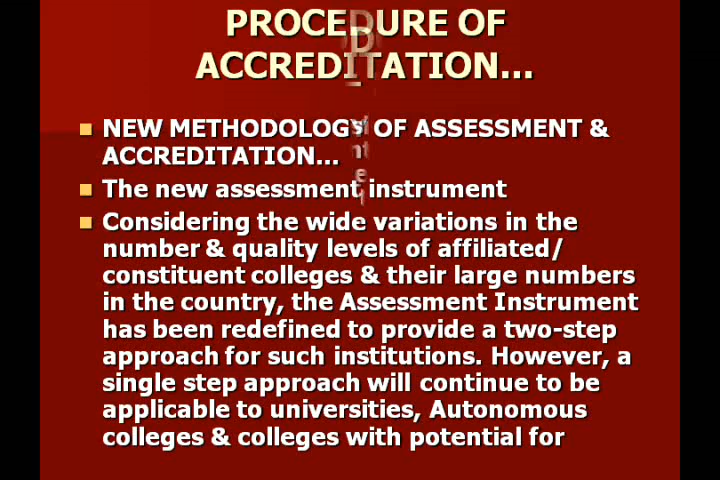 PROCEDURE OF
ACCREDITATION...
NEW METHODOLOGY OF ASSESSMENT &
ACCREDITATION...
The new assessment instrument
Considering the wide variations in the
number & quality levels of affiliated/
constituent colleges & their large numbers
in the country, the Assessment Instrument
has been redefined to provide a two-step
approach for such institutions. However, a
single step approach will continue to be
applicable to universities, Autonomous
colleges & colleges with potential for